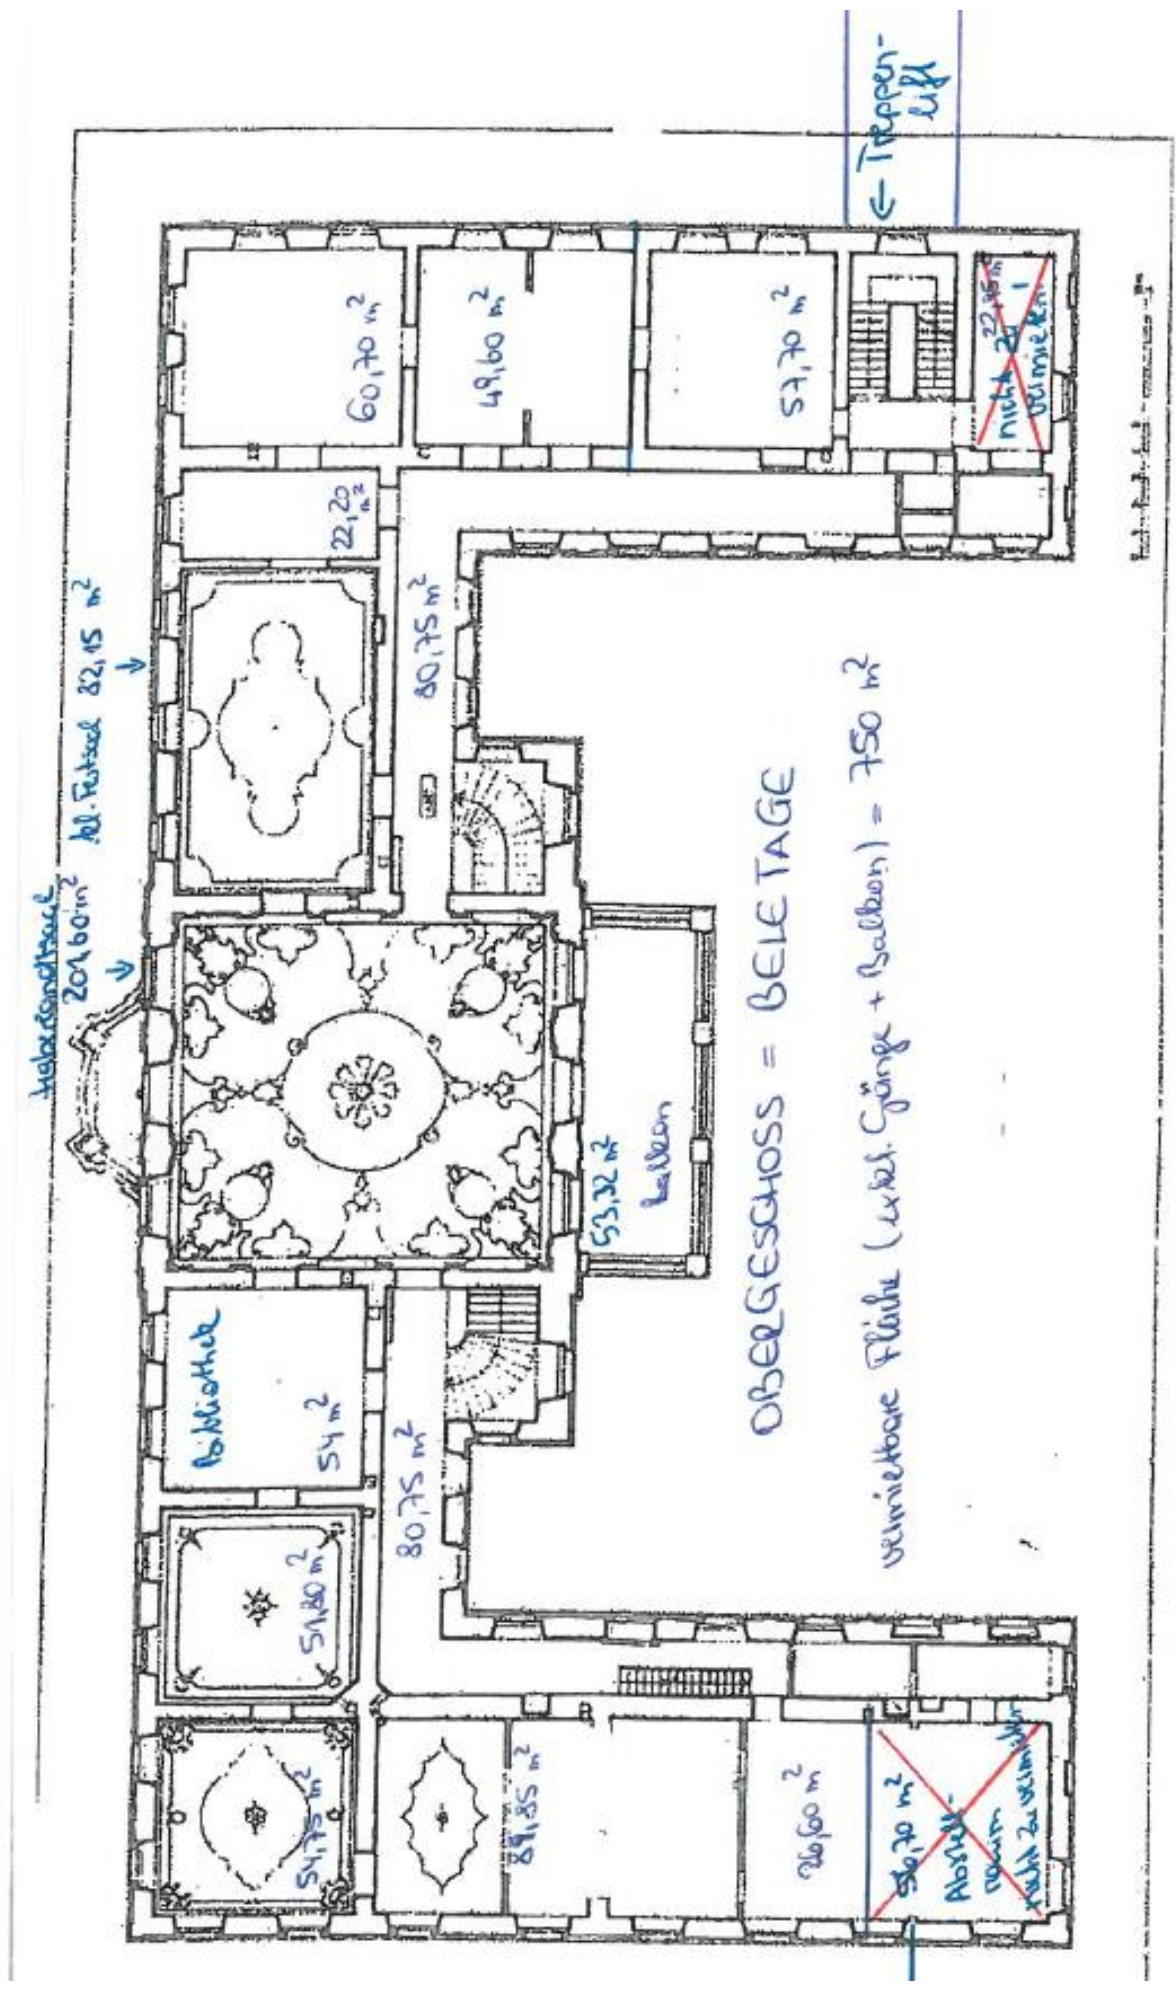 Haberlandtsaal
201,60 m²
↓
kl. Festsaal 82,15 m²
↓
← Treppen-
lift
60,70 m²
49,60 m²
57,70 m²
22,45 m²
nicht zu
vermieten!
22,20
m²
80,75 m²
53,32 m²
Balkon
Bibliothek
54 m²
80,75 m²
51,80 m²
54,75 m²
89,85 m²
26,60 m²
56,70 m²
Abstell-
raum
nicht zu vermieten
OBERGESCHOSS = BELETAGE
vermietbare Fläche (exkl. Gänge + Balkon) = 750 m²